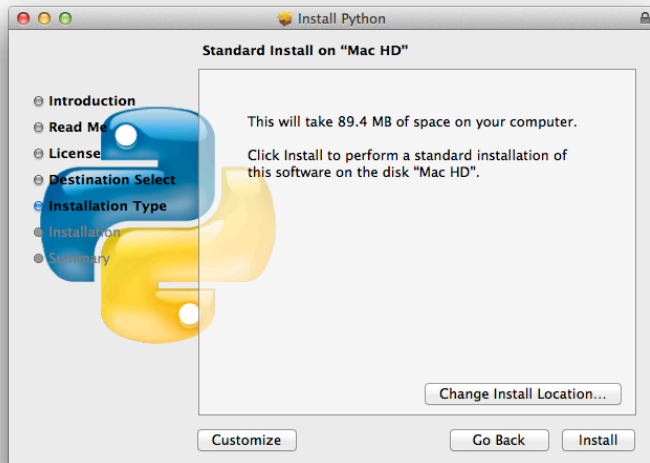 Install Python
Standard Install on “Mac HD”
Introduction
Read Me
License
Destination Select
Installation Type
Installation
Summary
This will take 89.4 MB of space on your computer.
Click Install to perform a standard installation of
this software on the disk “Mac HD”.
Change Install Location...
Customize
Go Back
Install